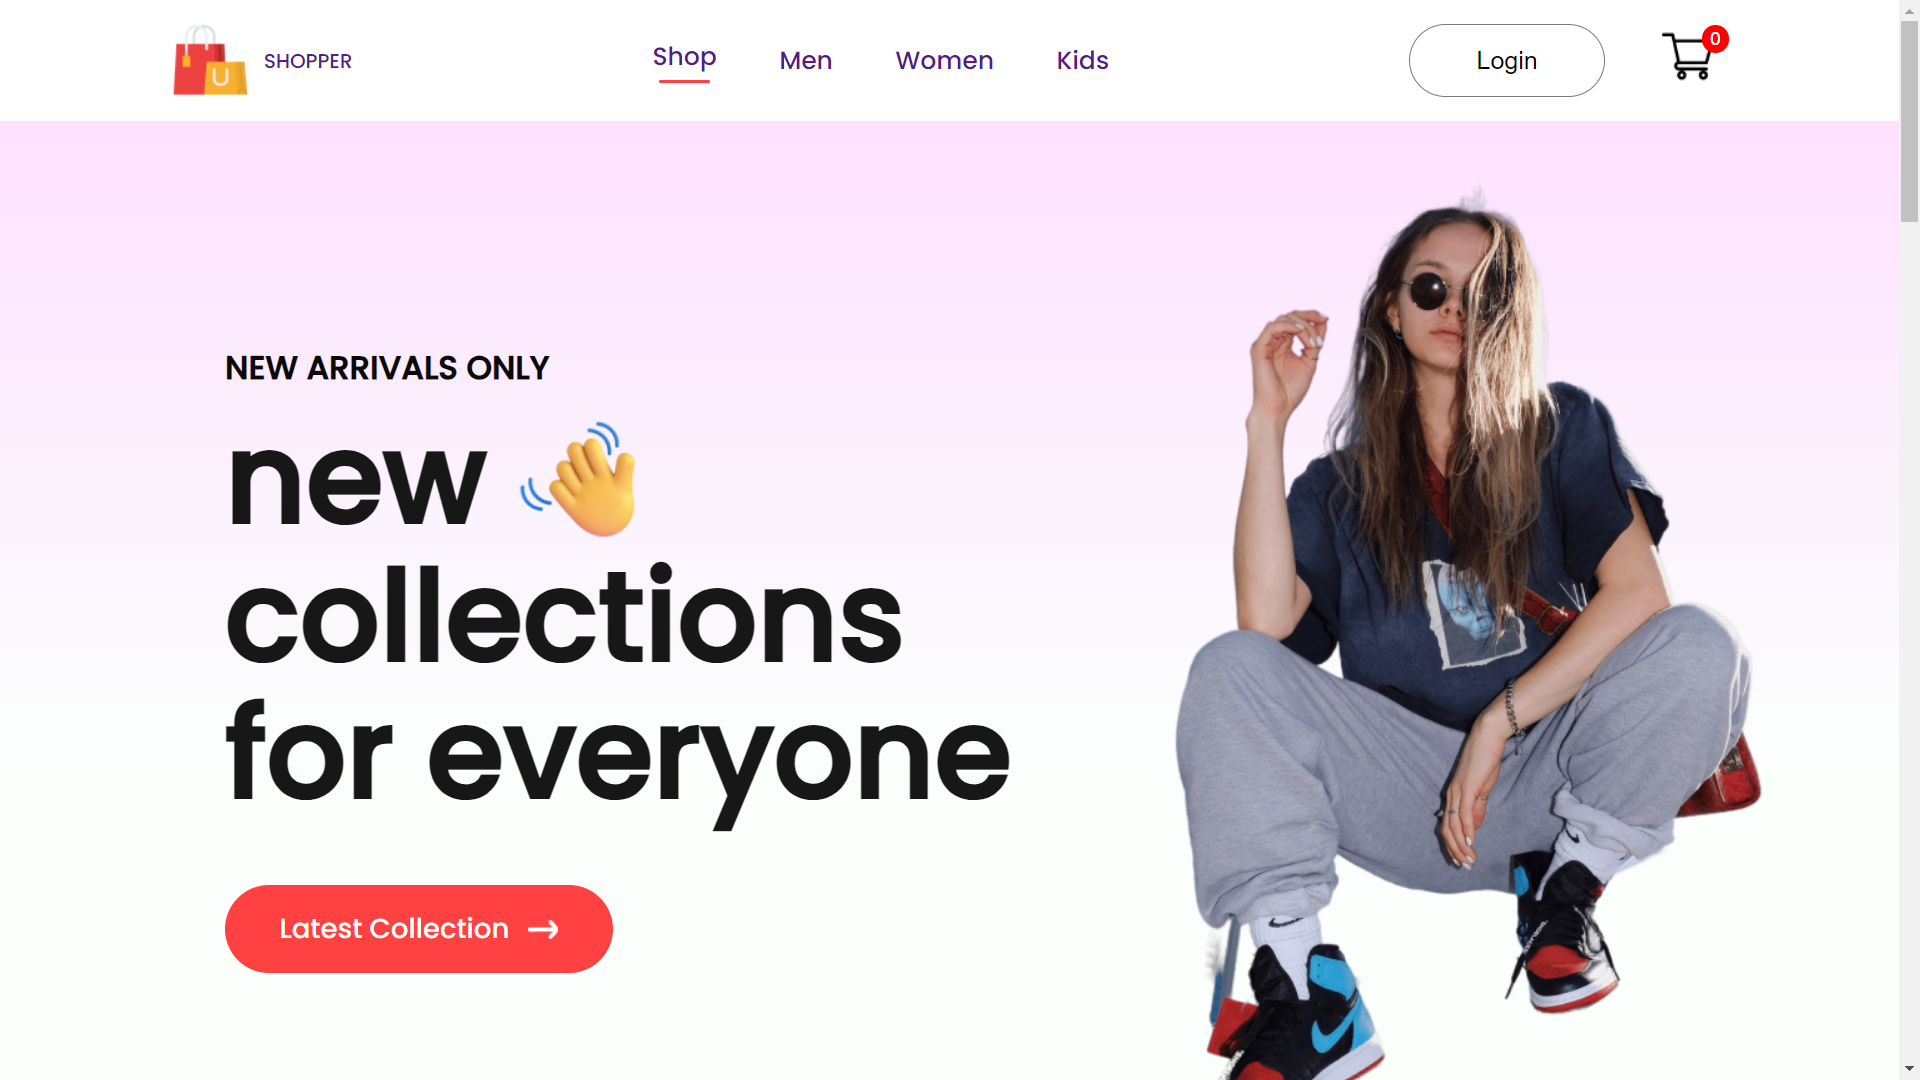 SHOPPER
Shop
Men
Women
Kids
Login
0
U
NEW ARRIVALS ONLY
new
collections
for everyone
Latest Collection